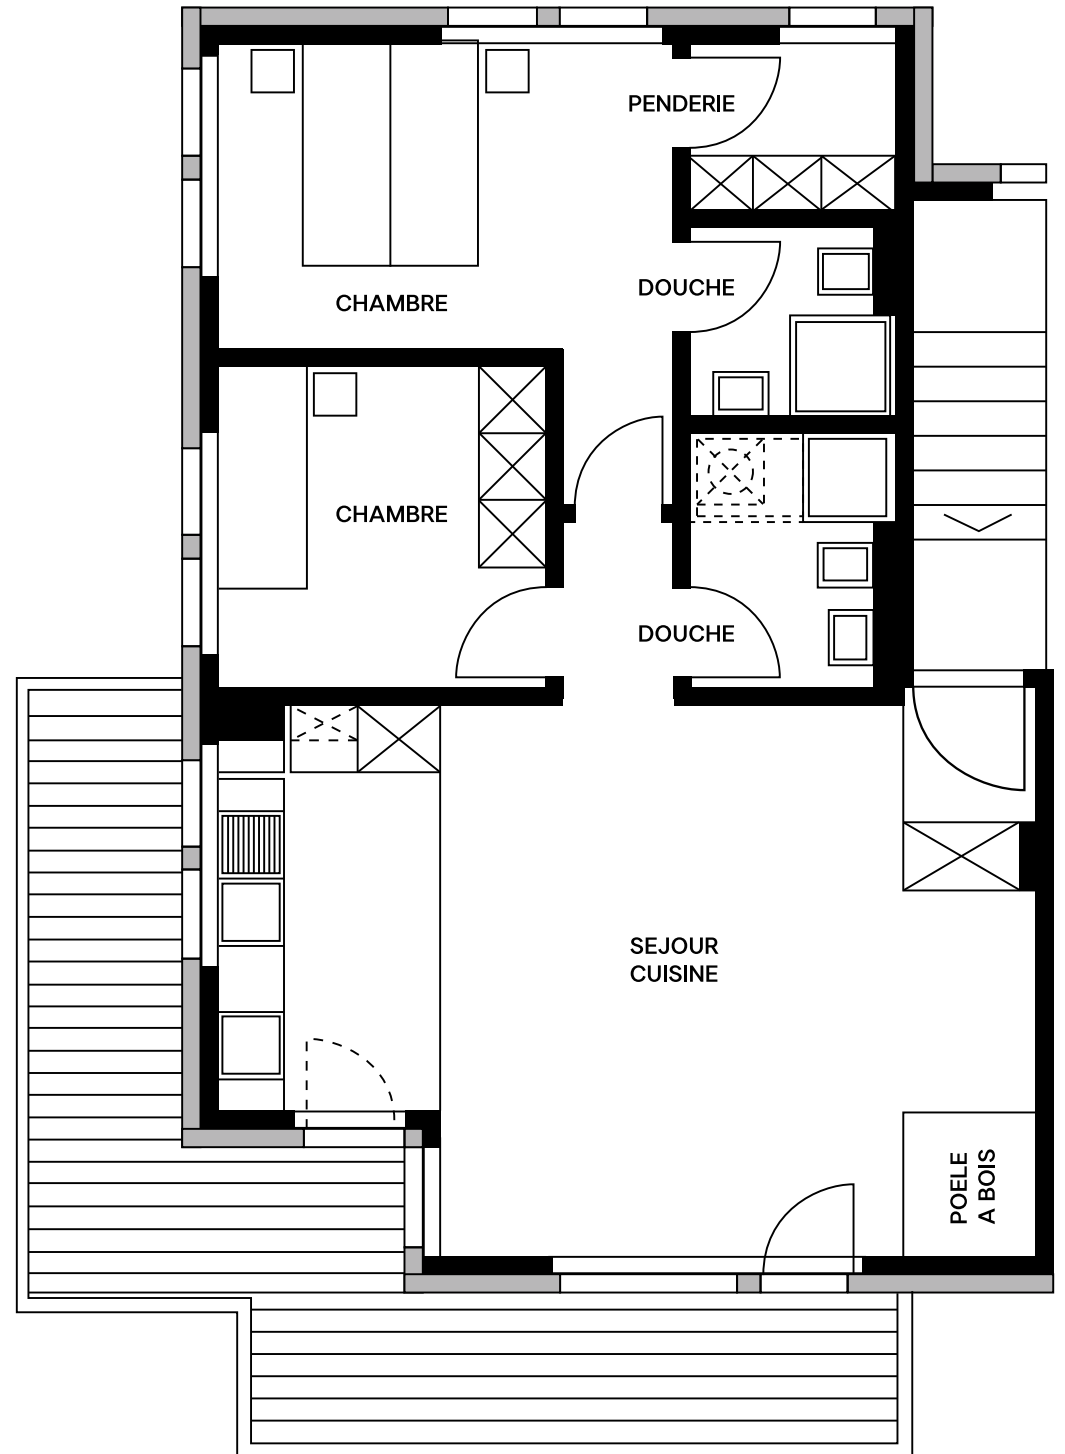 PENDERIE
DOUCHE
CHAMBRE
CHAMBRE
DOUCHE
SEJOUR
CUISINE
POELE
A BOIS